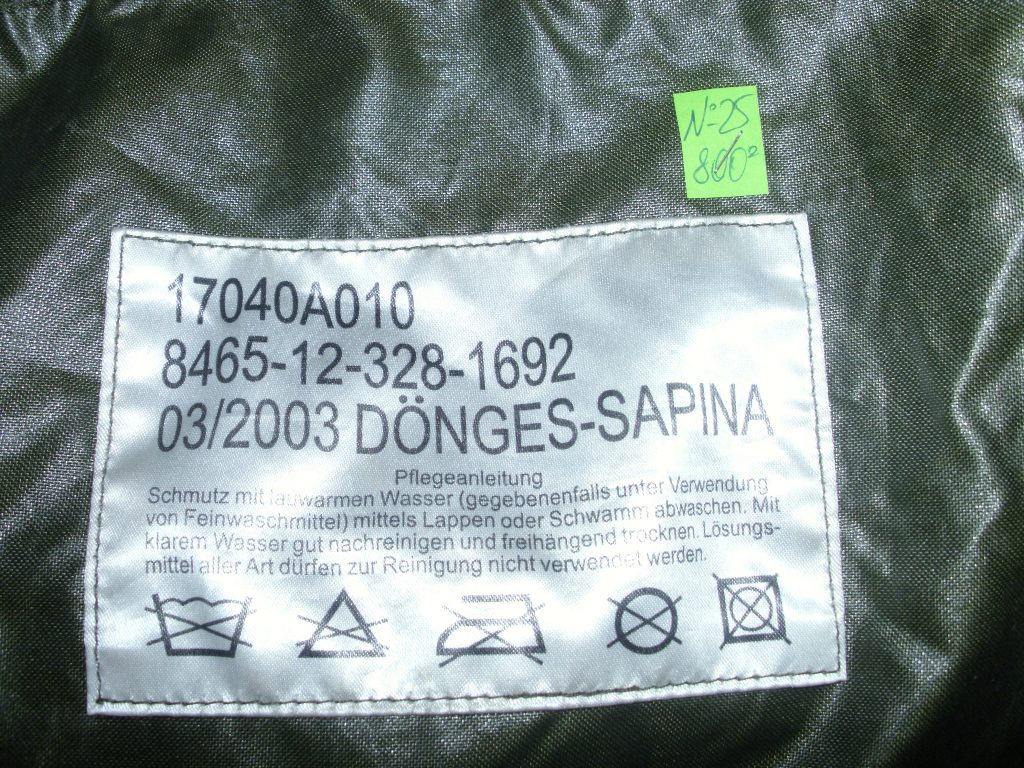 N°25
800
17040A010
8465-12-328-1692
03/2003 DÖNGES-SAPINA
Pflegeanleitung
Schmutz mit lauwarmen Wasser (gegebenenfalls unter Verwendung
von Feinwaschmittel) mittels Lappen oder Schwamm abwaschen. Mit
klarem Wasser gut nachreinigen und freihängend trocknen. Lösungs-
mittel aller Art dürfen zur Reinigung nicht verwendet werden.